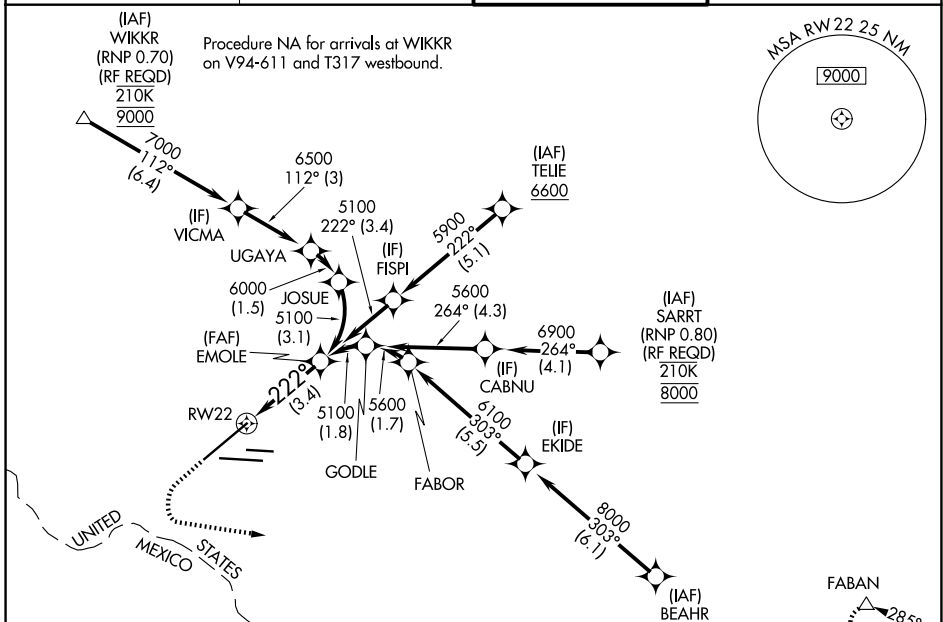 (IAF)
WIKKR
(RNP 0.70)
(RF REQD)
210K
9000
Procedure NA for arrivals at WIKKR
on V94-611 and T317 westbound.
MSA RW22 25 NM
9000
7000
112°
(6.4)
(IF)
VICMA
6500
112° (3)
UGAYA
6000
(1.5)
JOSUE
5100
(3.1)
5100
222° (3.4)
(IF)
FISPI
(IAF)
TELIE
6600
5900
222°
(5.1)
5600
264° (4.3)
6900
264°
(4.1)
(IAF)
SARRT
(RNP 0.80)
(RF REQD)
210K
8000
(IF)
CABNU
(FAF)
EMOLE
222°
(3.4)
RW22
5100
(1.8)
5600
(1.7)
GODLE
FABOR
6100
303°
(5.5)
(IF)
EKIDE
8000
303°
(6.1)
(IAF)
BEAHR
UNITED
STATES
MEXICO
FABAN
285°